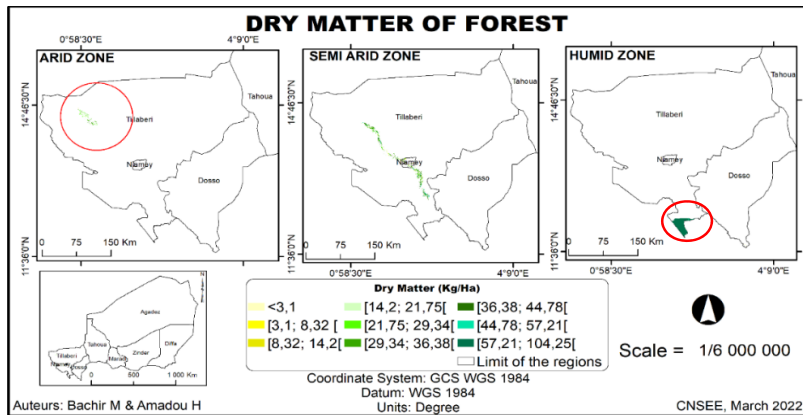 DRY MATTER OF FOREST
0°58'30"E 4°9'0"E
ARID ZONE
14°46'30"N
Tahoua
Tillaberi
Niamey
Dosso
0 75 150 Km
11°36'0"N
SEMI ARID ZONE
Tahoua
Tillaberi
Niamey
Dosso
0 75 150 Km
0°58'30"E 4°9'0"E
HUMID ZONE
14°46'30"N
Tahoua
Tillaberi
Niamey
Dosso
0 75 150 Km
11°36'0"N
0°58'30"E 4°9'0"E
Agadez
Tahoua
Diffa
Tillaberi
Zinder
Maradi
Niamey
Dosso
0 500 1 000 Km
Dry Matter (Kg/Ha)
<3,1 [14,2; 21,75[ [36,38; 44,78[
[3,1; 8,32 [ [21,75; 29,34[ [44,78; 57,21[
[8,32; 14,2[ [29,34; 36,38[ [57,21; 104,25[
Limit of the regions
Scale = 1/6 000 000
Coordinate System: GCS WGS 1984
Datum: WGS 1984
Units: Degree
Auteurs: Bachir M & Amadou H
CNSEE, March 2022